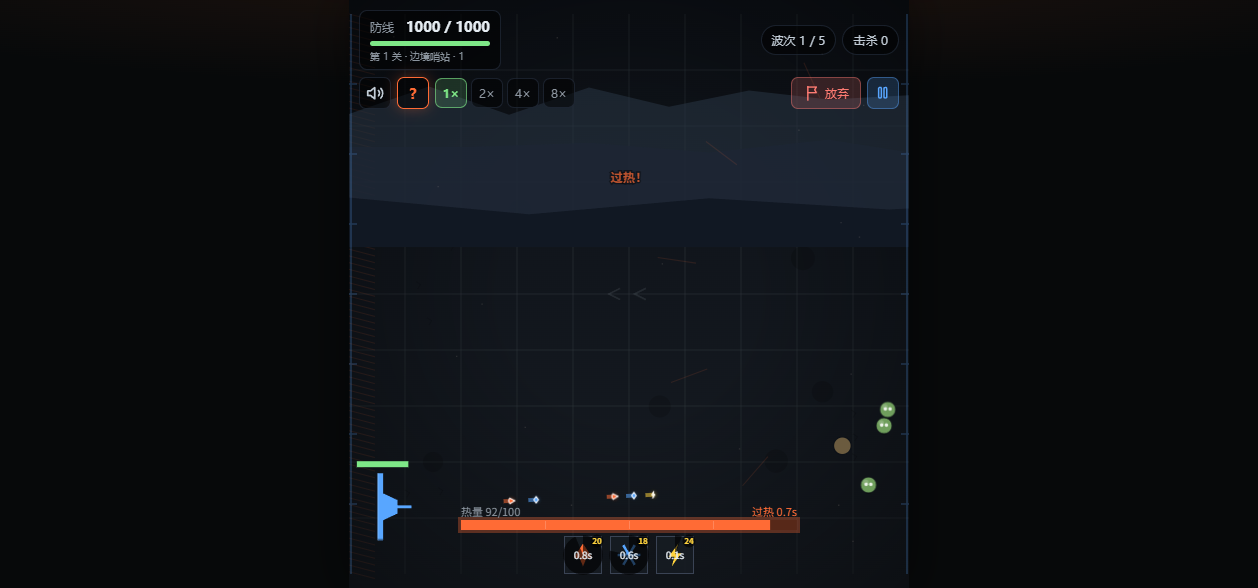 防线 1000 / 1000
第 1 关 · 边境哨站 · 1
波次 1 / 5
击杀 0
? 1× 2× 4× 8×
放弃
过热!
热量 92/100
过热 0.7s
20 18 24
0.8s 0.6s